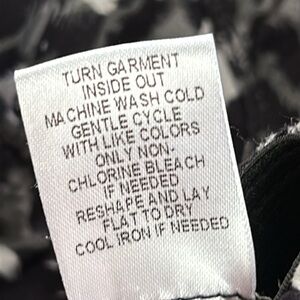 TURN GARMENT
INSIDE OUT
MACHINE WASH COLD
GENTLE CYCLE
WITH LIKE COLORS
ONLY NON-
CHLORINE BLEACH
IF NEEDED
RESHAPE AND LAY
FLAT TO DRY
COOL IRON IF NEEDED